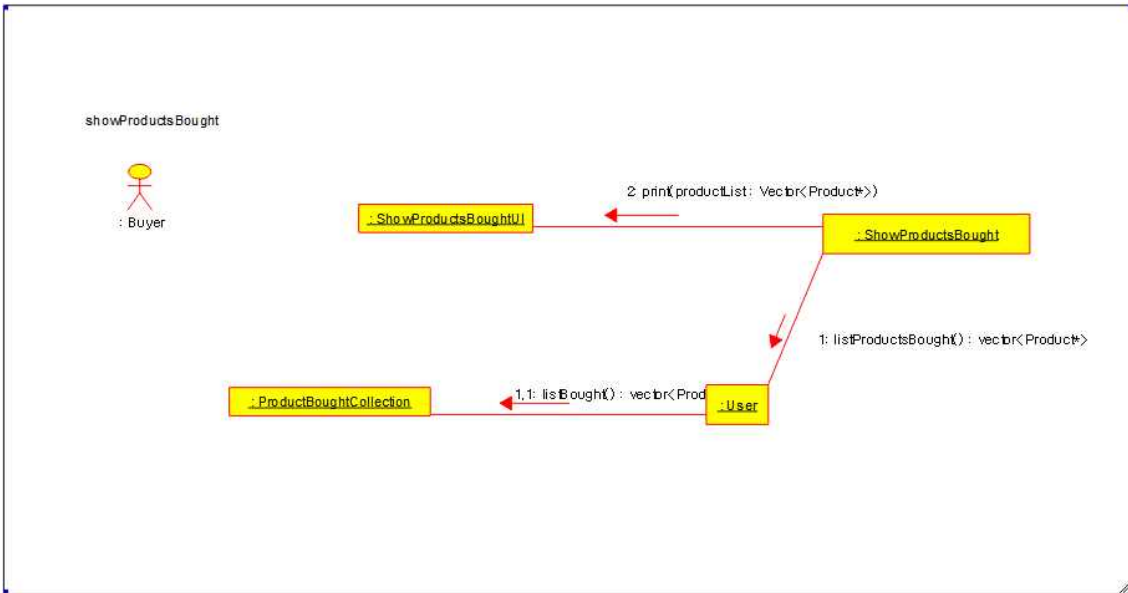 showProductsBought
: Buyer
2: print(productList : Vector<Product*>)
: ShowProductsBoughtUI
: ShowProductsBought
1: listProductsBought() : vector<Product*>
1,1: listBought() : vector<Prod
: ProductBoughtCollection
: User